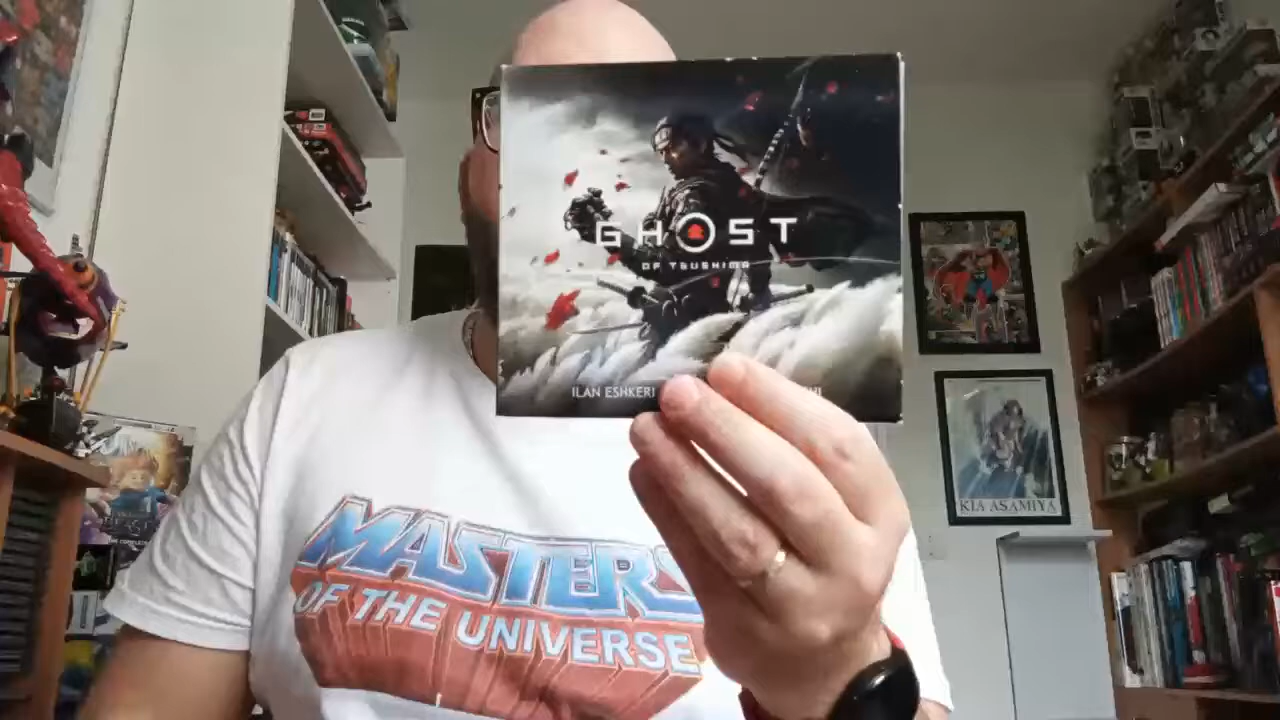 GHOST
OF TSUSHIMA
ILAN ESHKERI
MASTERS
OF THE UNIVERSE
KIA ASAMIYA